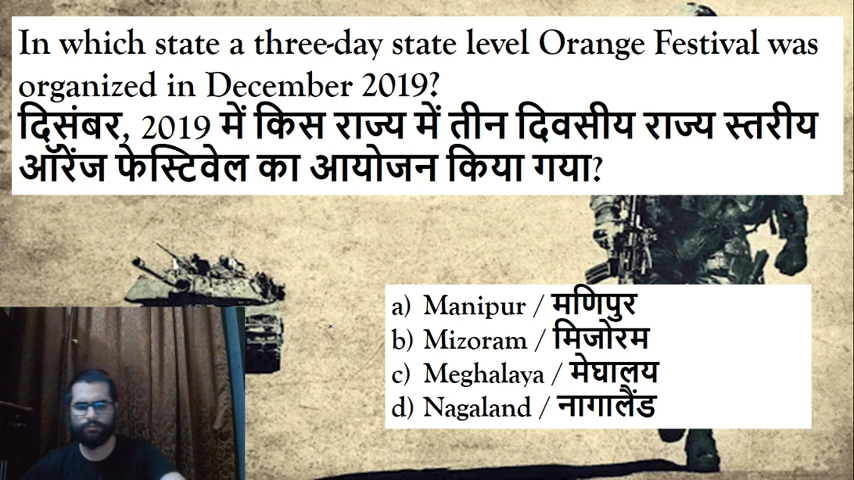 In which state a three-day state level Orange Festival was
organized in December 2019?
दिसंबर, 2019 में किस राज्य में तीन दिवसीय राज्य स्तरीय
ऑरेंज फेस्टिवेल का आयोजन किया गया?
a) Manipur / मणिपुर
b) Mizoram / मिजोरम
c) Meghalaya / मेघालय
d) Nagaland / नागालैंड